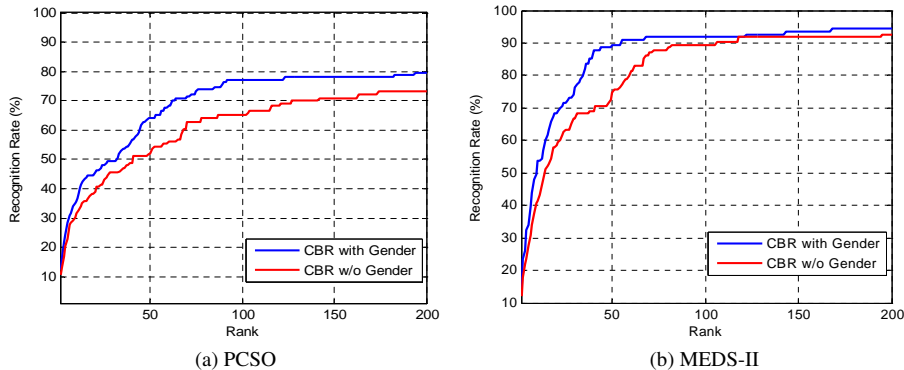 100
90
80
70
60
50
40
30
20
10
Recognition Rate (%)
50
100
150
200
Rank
CBR with Gender
CBR w/o Gender
(a) PCSO
100
90
80
70
60
50
40
30
20
10
Recognition Rate (%)
50
100
150
200
Rank
CBR with Gender
CBR w/o Gender
(b) MEDS-II